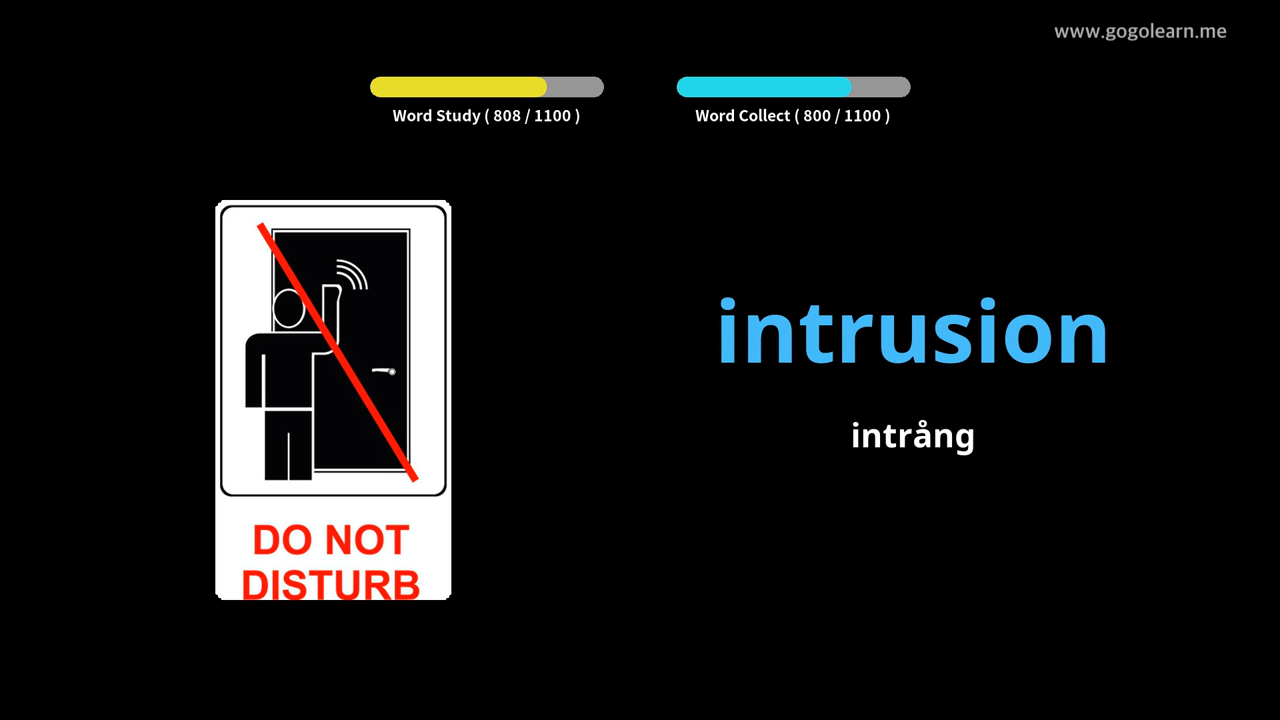 www.gogolearn.me
Word Study ( 808 / 1100 )
Word Collect ( 800 / 1100 )
intrusion
intrång
DO NOT
DISTURB